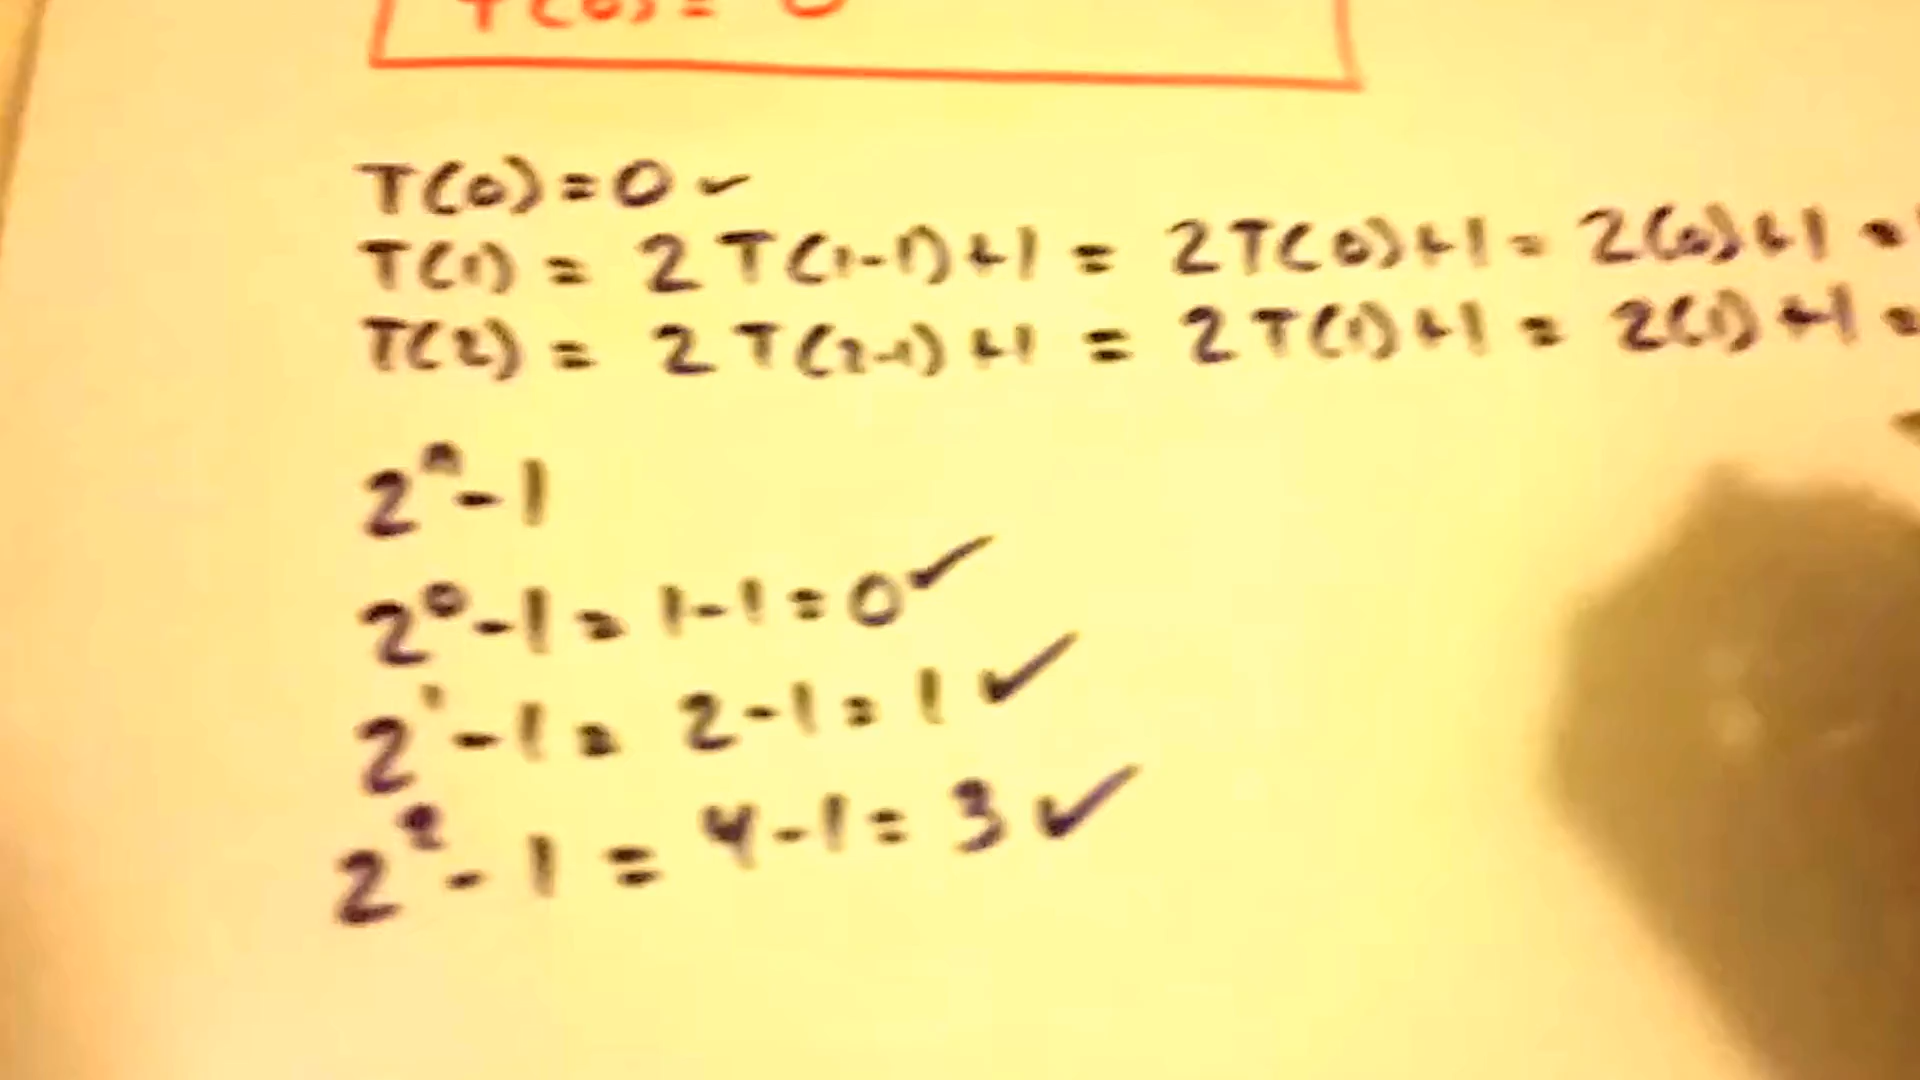 T(0) = 0
T(0) = 0 ✓
T(1) = 2T(1-1)+1 = 2T(0)+1 = 2(0)+1 =
T(2) = 2T(2-1)+1 = 2T(1)+1 = 2(1)+1 =
2ⁿ-1
2⁰-1 = 1-1 = 0 ✓
2¹-1 = 2-1 = 1 ✓
2²-1 = 4-1 = 3 ✓